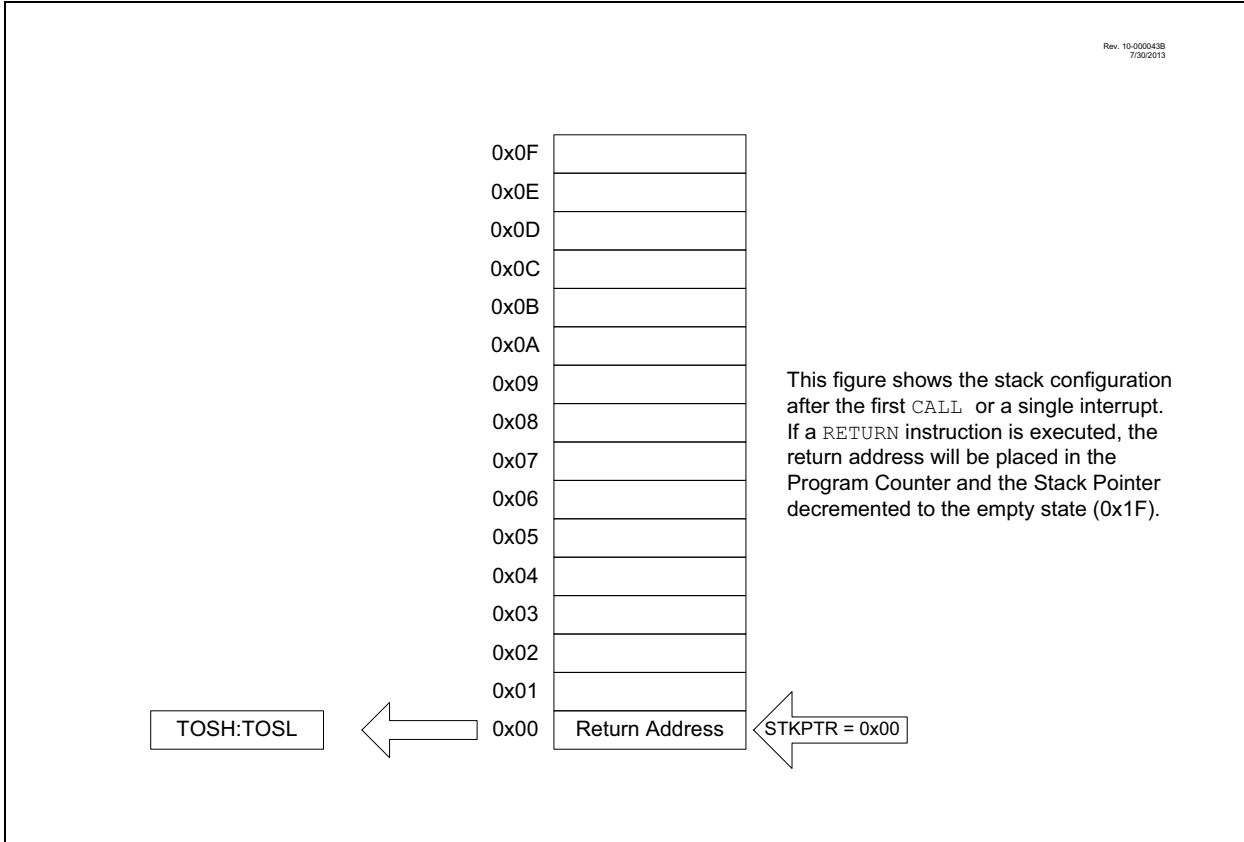 Rev. 10-000043B
7/30/2013
0x0F
0x0E
0x0D
0x0C
0x0B
0x0A
0x09
0x08
0x07
0x06
0x05
0x04
0x03
0x02
0x01
This figure shows the stack configuration
after the first CALL or a single interrupt.
If a RETURN instruction is executed, the
return address will be placed in the
Program Counter and the Stack Pointer
decremented to the empty state (0x1F).
TOSH:TOSL 0x00 Return Address STKPTR = 0x00